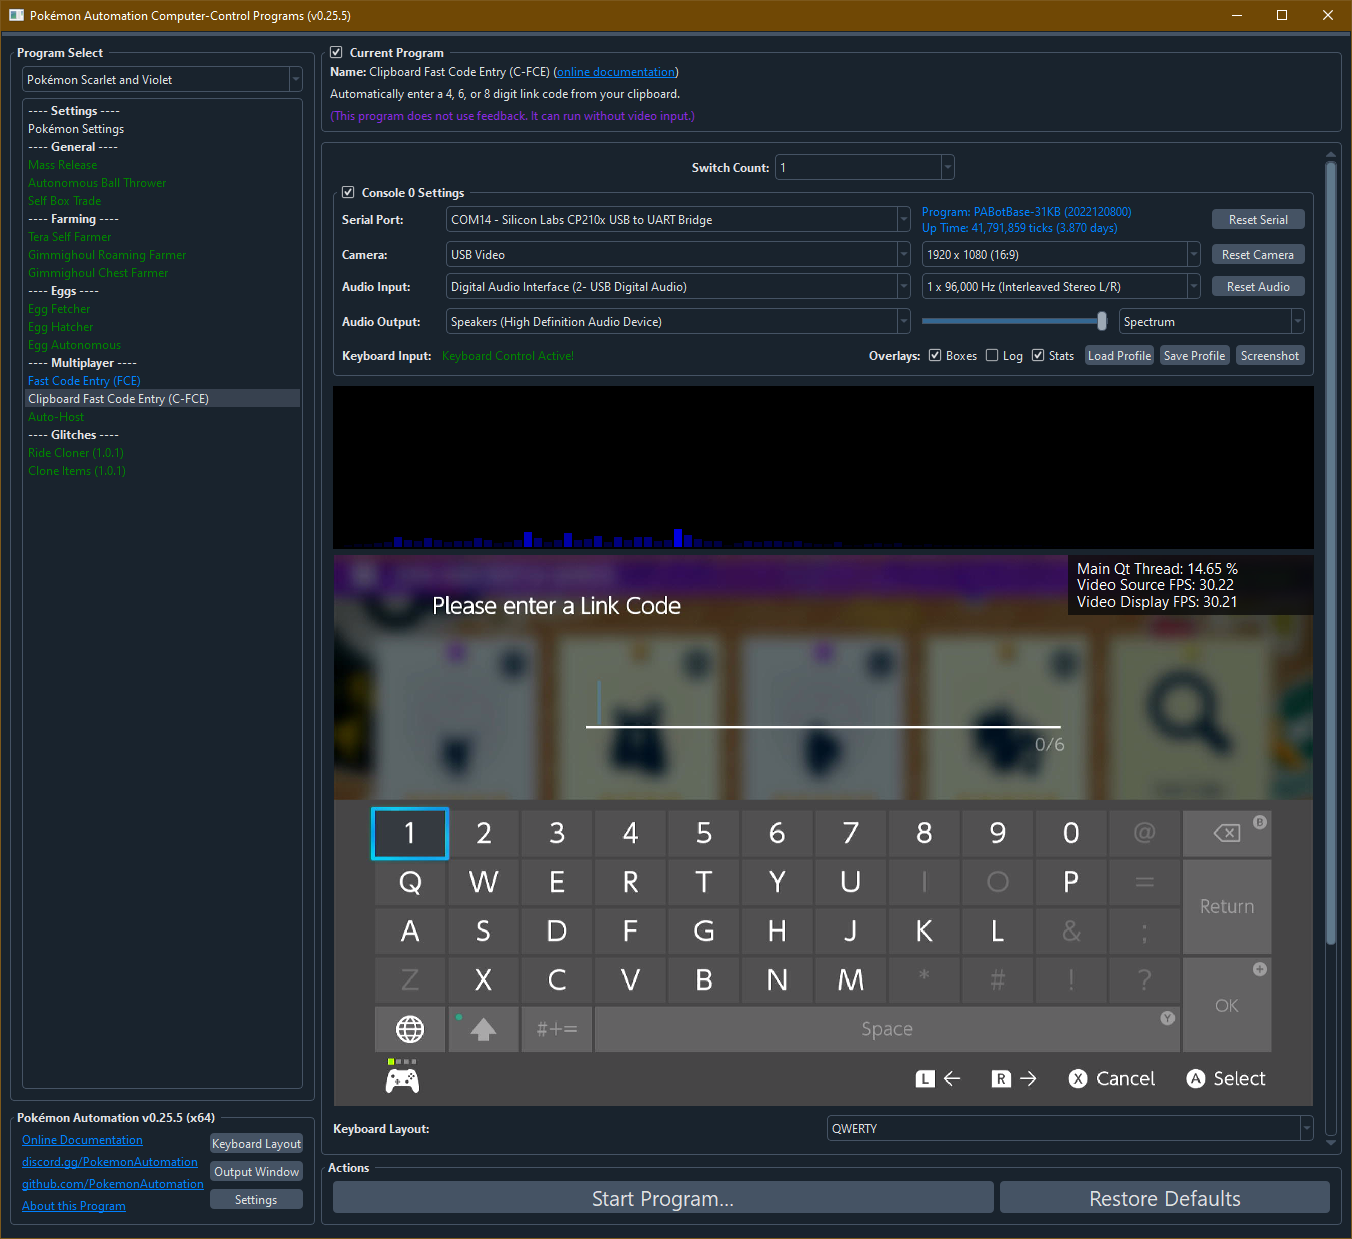 Pokémon Automation Computer-Control Programs (v0.25.5)
Program Select
Pokémon Scarlet and Violet
---- Settings ----
Pokémon Settings
---- General ----
Mass Release
Autonomous Ball Thrower
Self Box Trade
---- Farming ----
Tera Self Farmer
Gimmighoul Roaming Farmer
Gimmighoul Chest Farmer
---- Eggs ----
Egg Fetcher
Egg Hatcher
Egg Autonomous
---- Multiplayer ----
Fast Code Entry (FCE)
Clipboard Fast Code Entry (C-FCE)
Auto-Host
---- Glitches ----
Ride Cloner (1.0.1)
Clone Items (1.0.1)
Pokémon Automation v0.25.5 (x64)
Online Documentation
discord.gg/PokemonAutomation
github.com/PokemonAutomation
About this Program
Keyboard Layout
Output Window
Settings
Current Program
Name: Clipboard Fast Code Entry (C-FCE) (online documentation)
Automatically enter a 4, 6, or 8 digit link code from your clipboard.
(This program does not use feedback. It can run without video input.)
Switch Count: 1
Console 0 Settings
Serial Port: COM14 - Silicon Labs CP210x USB to UART Bridge
Program: PABotBase-31KB (2022120800)
Up Time: 41,791,859 ticks (3.870 days)
Reset Serial
Camera: USB Video 1920 x 1080 (16:9) Reset Camera
Audio Input: Digital Audio Interface (2- USB Digital Audio) 1 x 96,000 Hz (Interleaved Stereo L/R) Reset Audio
Audio Output: Speakers (High Definition Audio Device) Spectrum
Keyboard Input: Keyboard Control Active! Overlays: Boxes Log Stats Load Profile Save Profile Screenshot
Main Qt Thread: 14.65 %
Video Source FPS: 30.22
Video Display FPS: 30.21
Please enter a Link Code
0/6
1 2 3 4 5 6 7 8 9 0 @ B
Q W E R T Y U I O P = Return
A S D F G H J K L & ;
Z X C V B N M * # ! ? + OK
#+= Space Y
L ← R → X Cancel A Select
Keyboard Layout: QWERTY
Actions
Start Program...
Restore Defaults